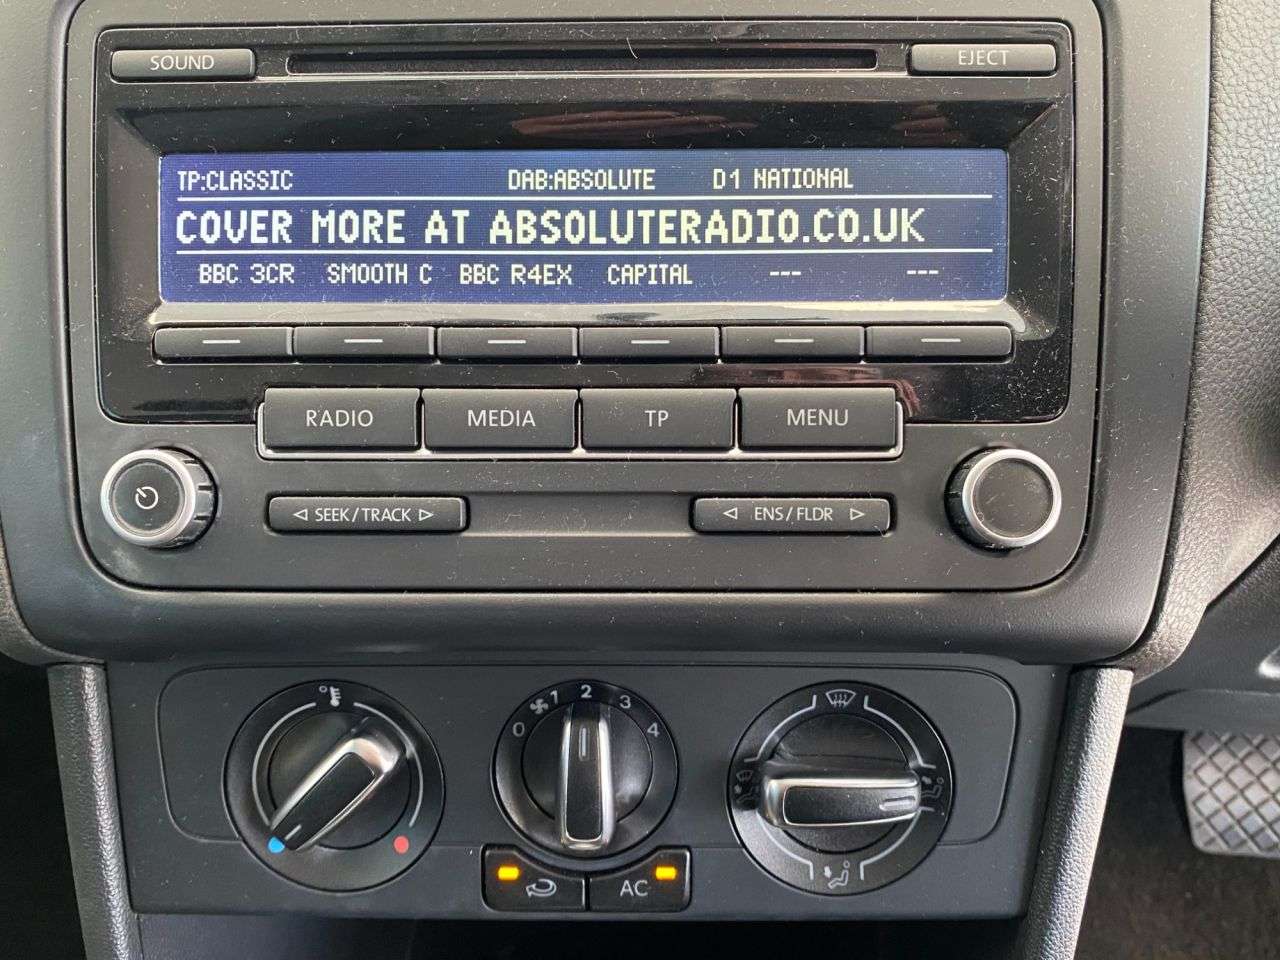 SOUND
EJECT
TP:CLASSIC DAB:ABSOLUTE D1 NATIONAL
COVER MORE AT ABSOLUTERADIO.CO.UK
BBC 3CR SMOOTH C BBC R4EX CAPITAL --- ---
RADIO MEDIA TP MENU
SEEK/TRACK
ENS/FLDR
0 1 2 3 4
AC